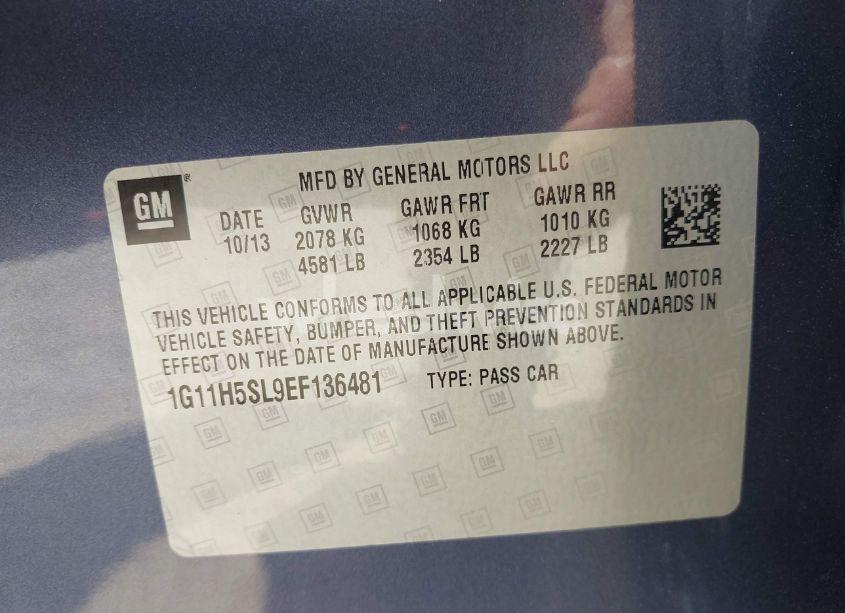 GM ®
MFD BY GENERAL MOTORS LLC
DATE GVWR GAWR FRT GAWR RR
10/13 2078 KG 1068 KG 1010 KG
4581 LB 2354 LB 2227 LB
THIS VEHICLE CONFORMS TO ALL APPLICABLE U.S. FEDERAL MOTOR
VEHICLE SAFETY, BUMPER, AND THEFT PREVENTION STANDARDS IN
EFFECT ON THE DATE OF MANUFACTURE SHOWN ABOVE.
1G11H5SL9EF136481 TYPE: PASS CAR